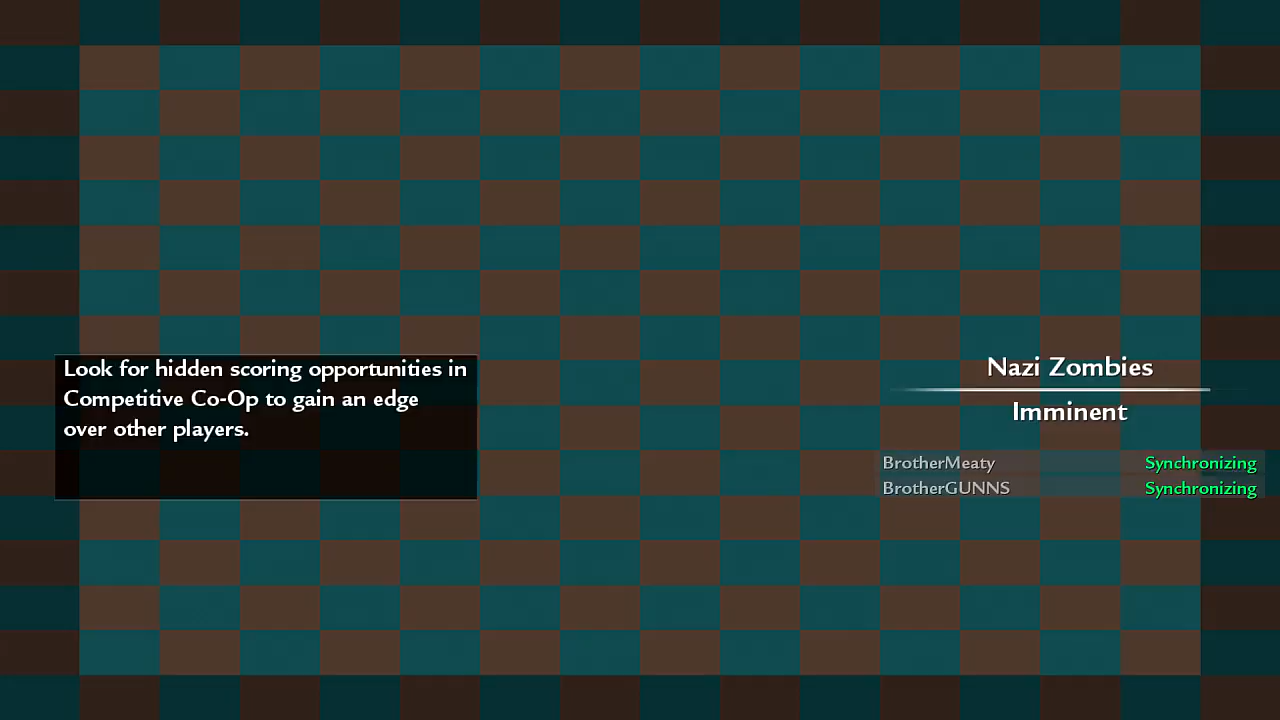 Look for hidden scoring opportunities in
Competitive Co-Op to gain an edge
over other players.
Nazi Zombies
Imminent
BrotherMeaty Synchronizing
BrotherGUNNS Synchronizing